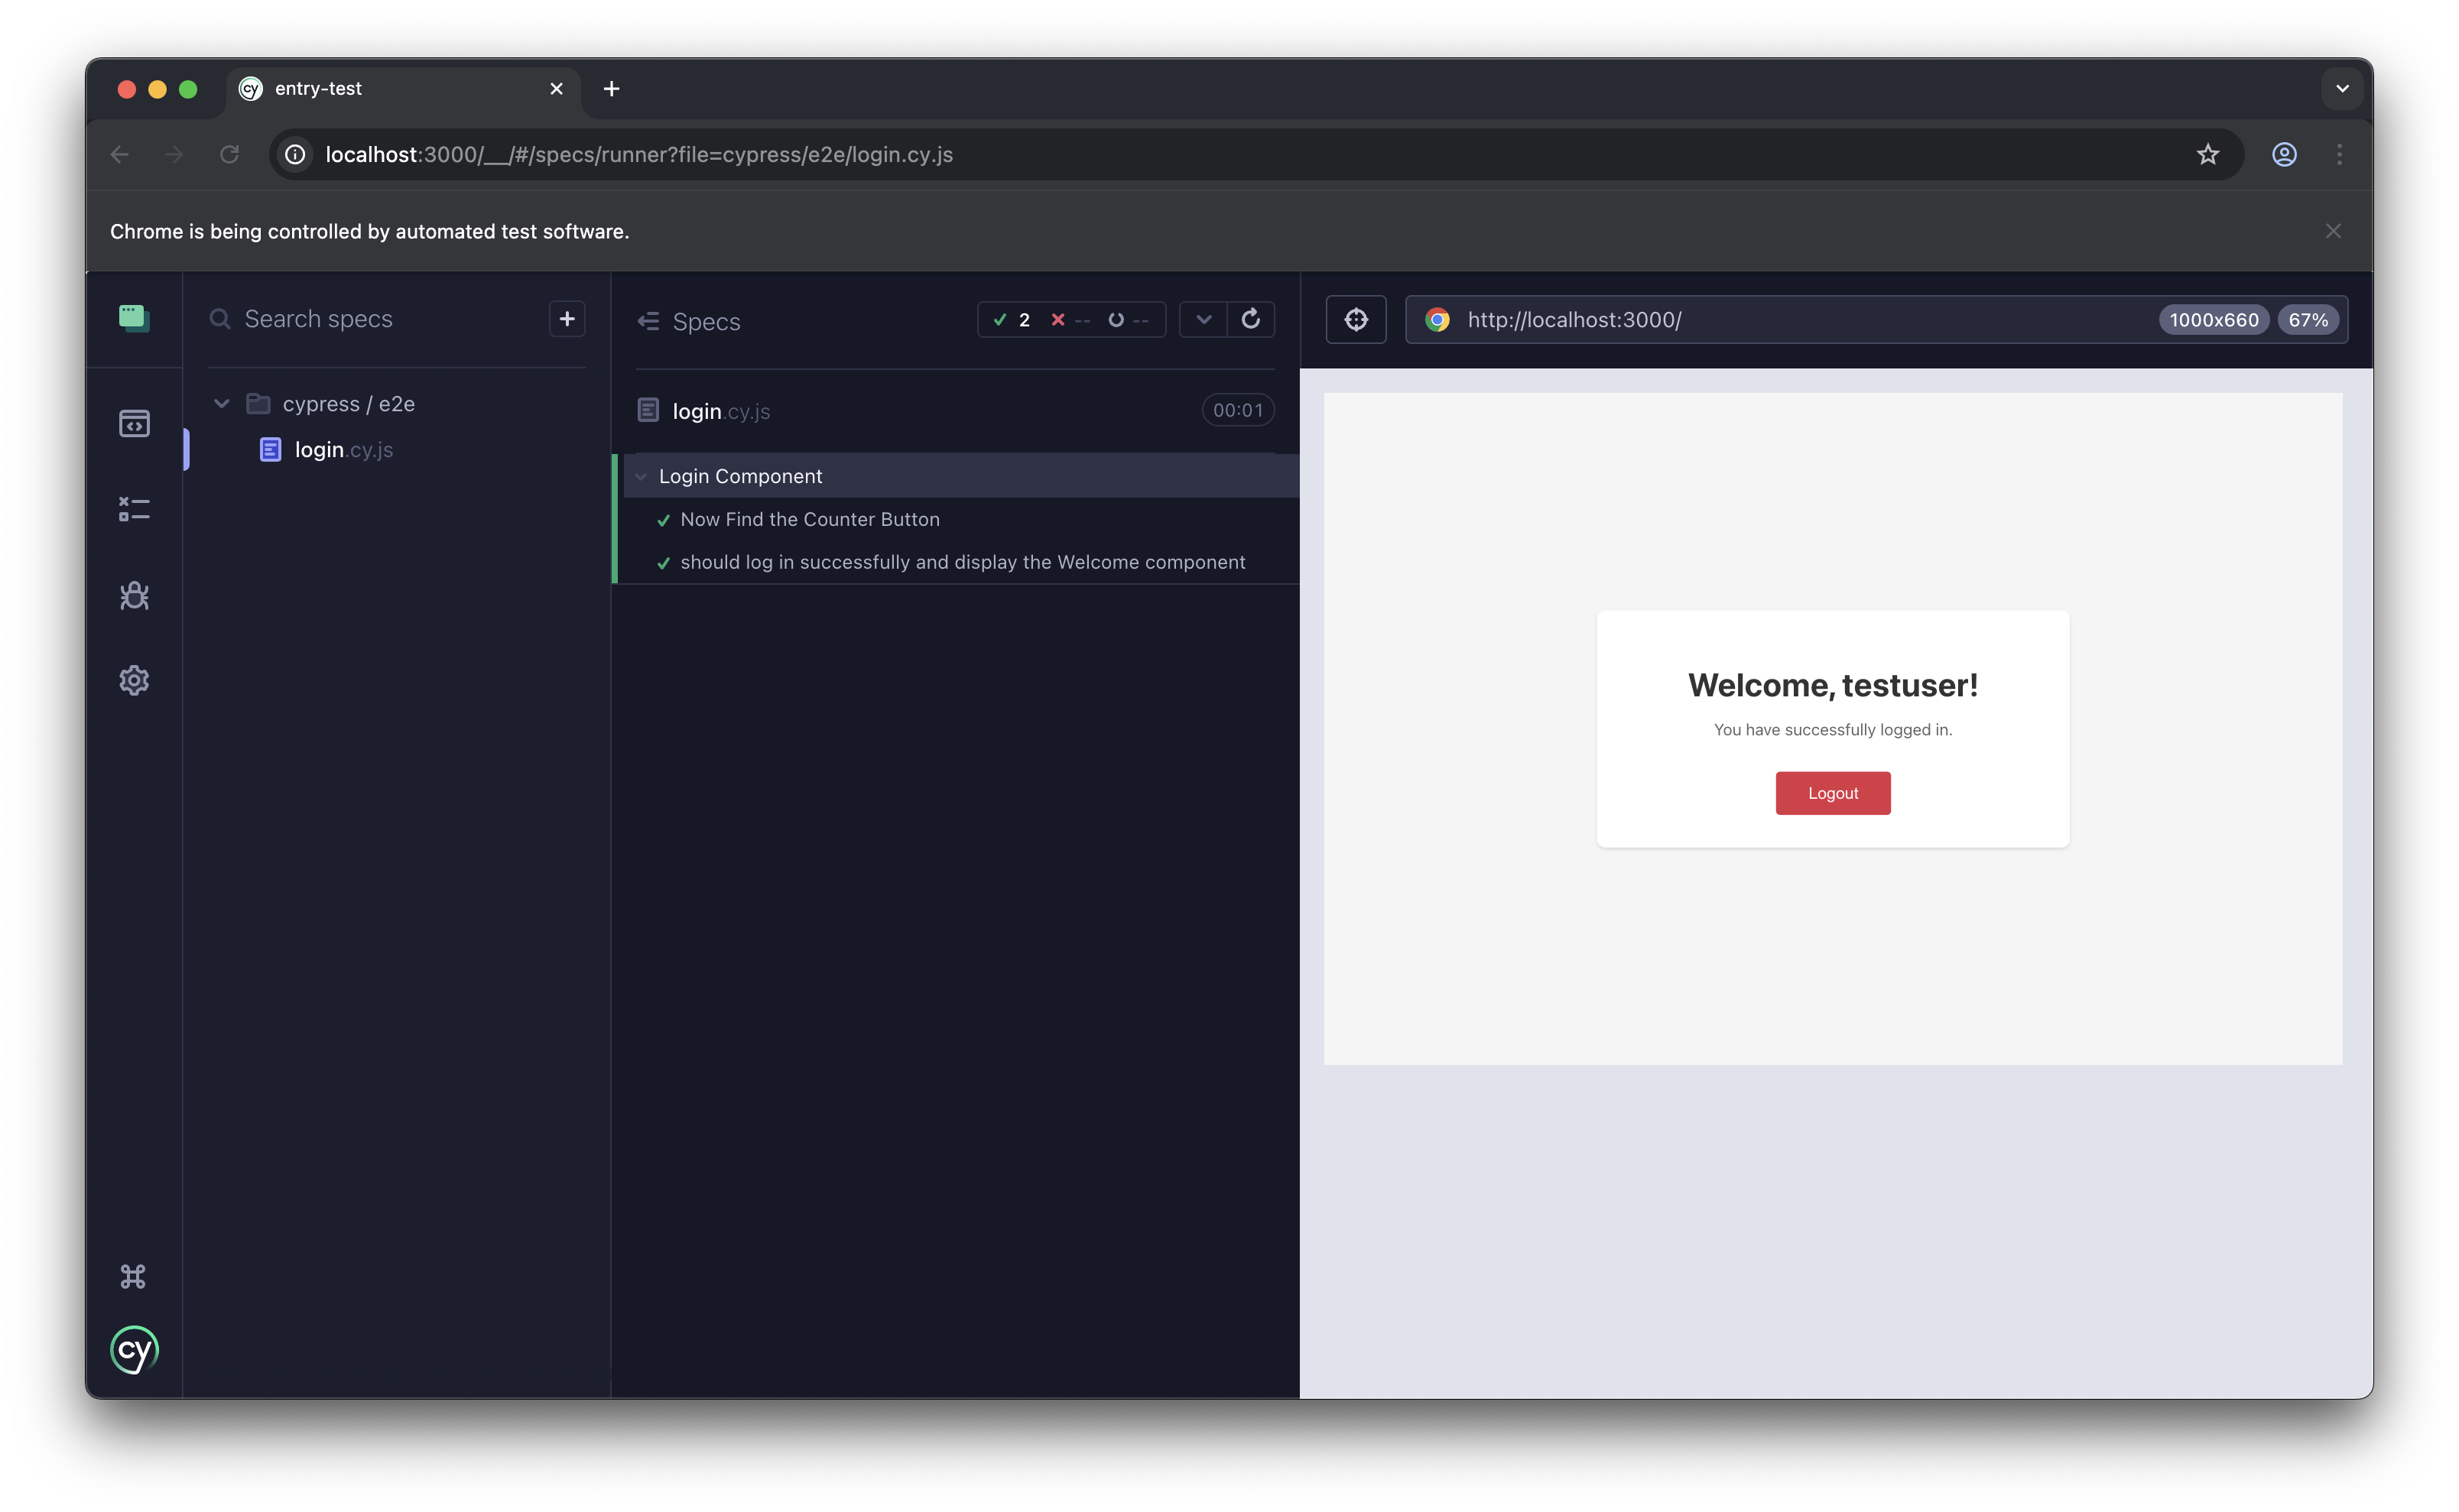 entry-test
localhost:3000/__/#/specs/runner?file=cypress/e2e/login.cy.js
Chrome is being controlled by automated test software.
Search specs
cypress / e2e
login.cy.js
Specs
2 -- --
login.cy.js
00:01
Login Component
Now Find the Counter Button
should log in successfully and display the Welcome component
http://localhost:3000/
1000x660
67%
Welcome, testuser!
You have successfully logged in.
Logout
cy